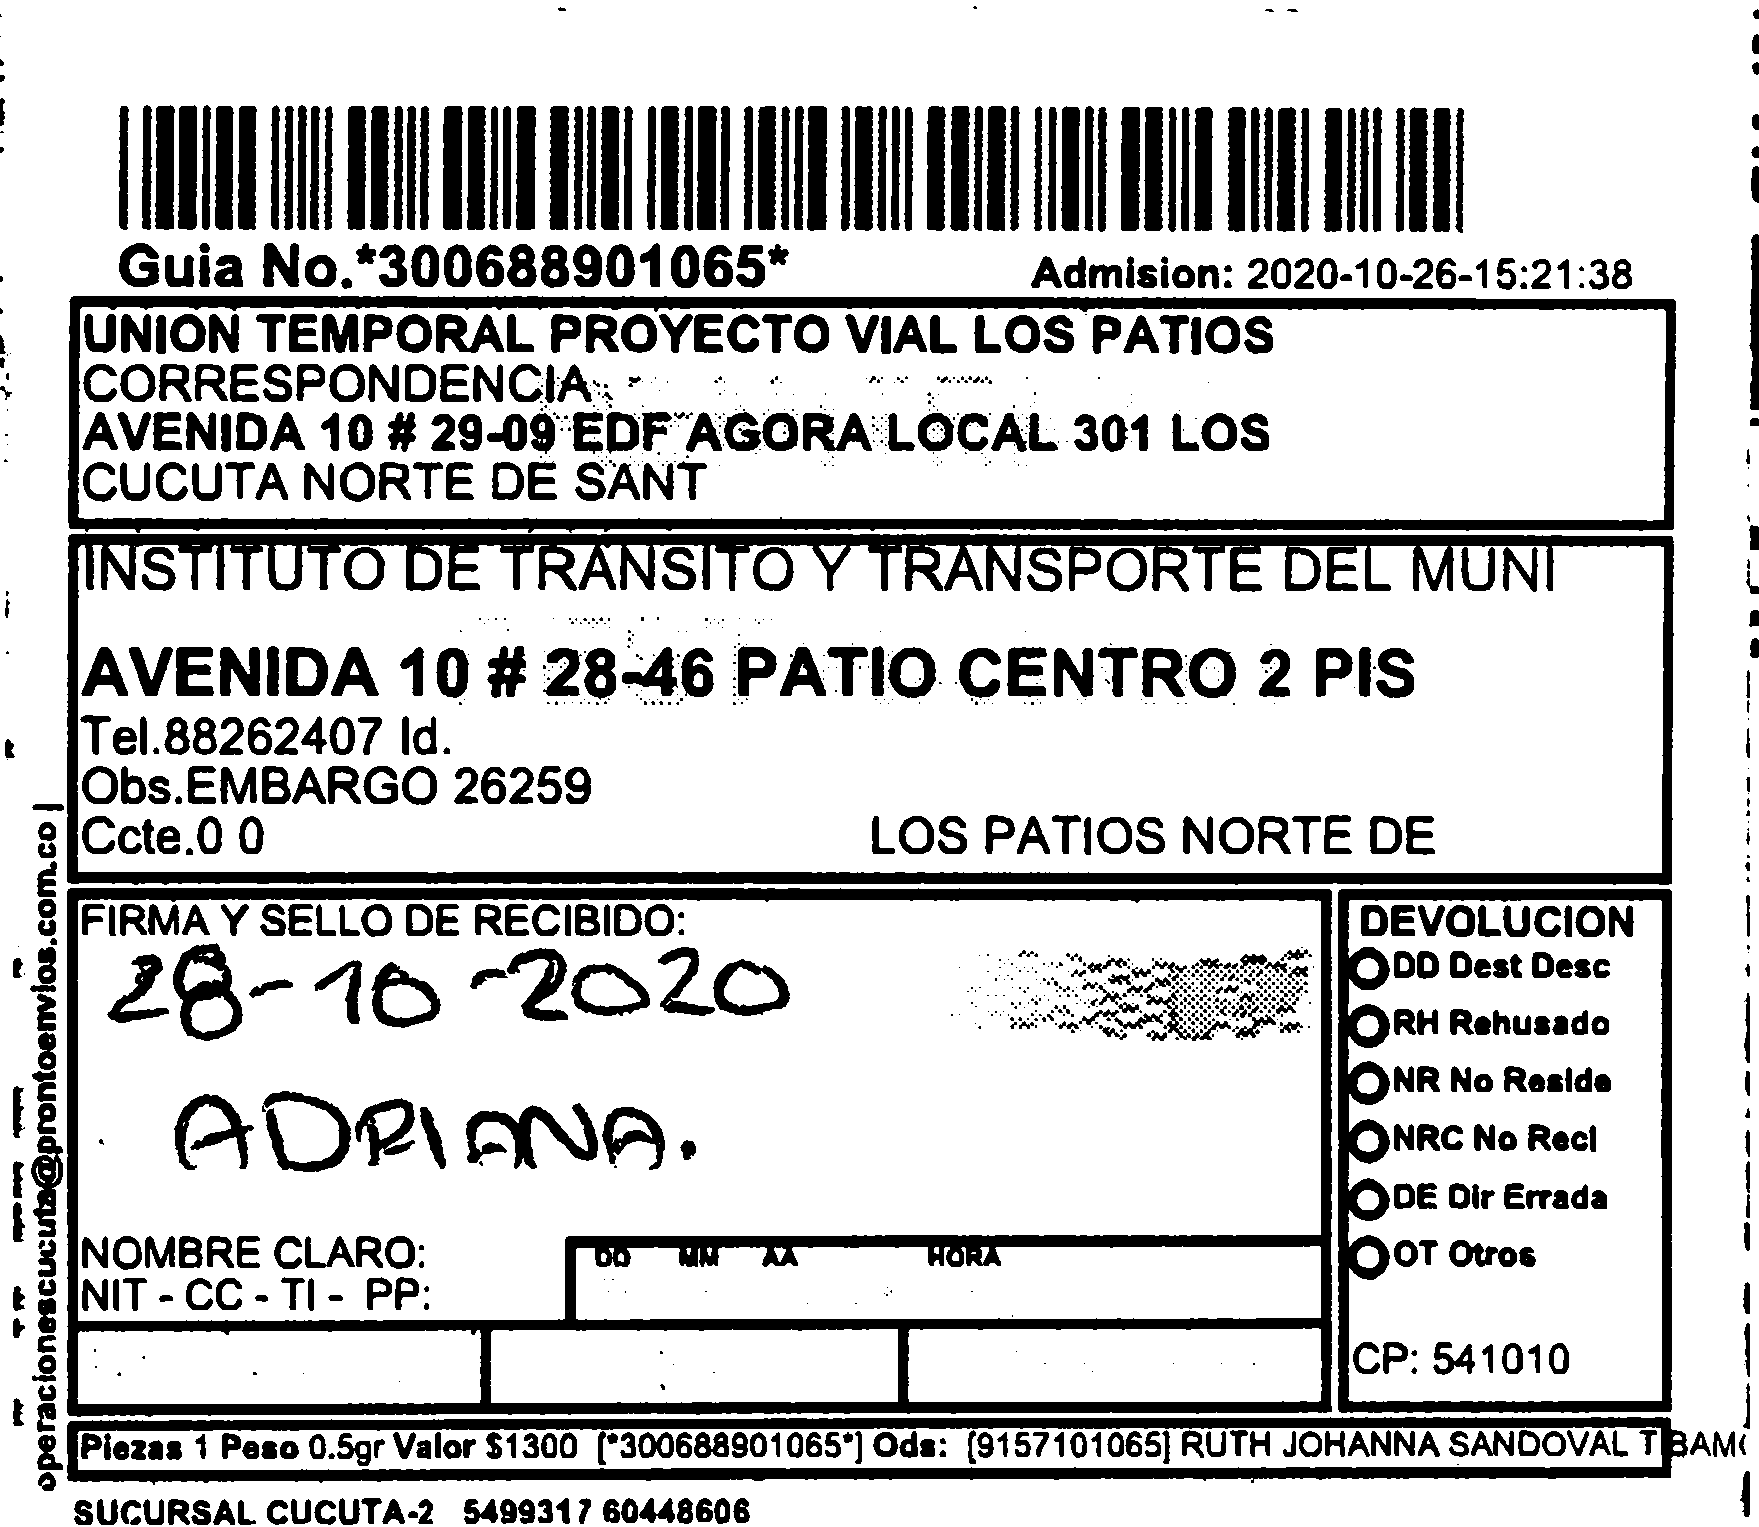 Guia No.*300688901065*
Admision: 2020-10-26-15:21:38
UNION TEMPORAL PROYECTO VIAL LOS PATIOS
CORRESPONDENCIA
AVENIDA 10 # 29-09 EDF AGORA LOCAL 301 LOS
CUCUTA NORTE DE SANT
INSTITUTO DE TRANSITO Y TRANSPORTE DEL MUNI
AVENIDA 10 # 28-46 PATIO CENTRO 2 PIS
Tel.88262407 Id.
Obs.EMBARGO 26259
Ccte.0 0
LOS PATIOS NORTE DE
FIRMA Y SELLO DE RECIBIDO:
28-10-2020
ADRIANA.
NOMBRE CLARO:
NIT - CC - TI - PP:
DD MM AA HORA
DEVOLUCION
DD Dest Desc
RH Rehusado
NR No Reside
NRC No Reci
DE Dir Errada
OT Otros
CP: 541010
Piezas 1 Peso 0.5gr Valor $1300 [*300688901065*] Ods: [9157101065] RUTH JOHANNA SANDOVAL
SUCURSAL CUCUTA-2 5499317 60448606
operacionescucuta@prontoenvios.com.co |